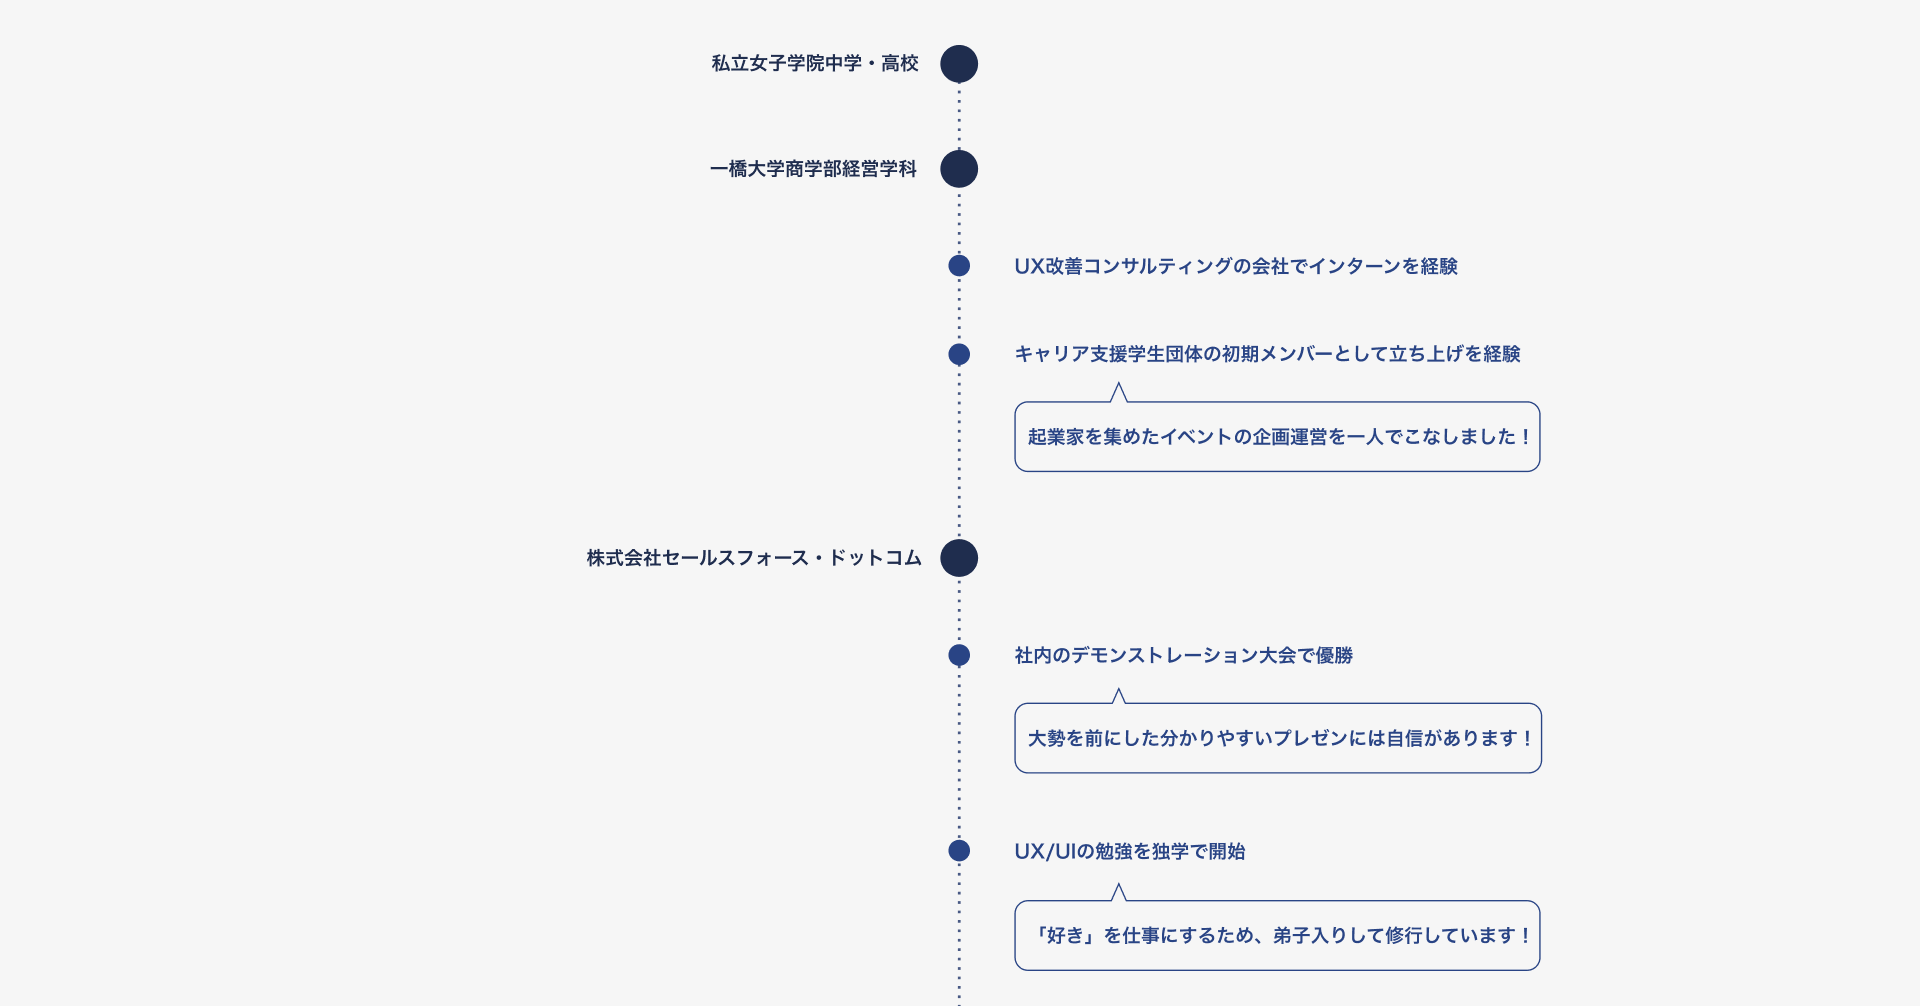 私立女子学院中学・高校
一橋大学商学部経営学科
UX改善コンサルティングの会社でインターンを経験
キャリア支援学生団体の初期メンバーとして立ち上げを経験
起業家を集めたイベントの企画運営を一人でこなしました！
株式会社セールスフォース・ドットコム
社内のデモンストレーション大会で優勝
大勢を前にした分かりやすいプレゼンには自信があります！
UX/UIの勉強を独学で開始
「好き」を仕事にするため、弟子入りして修行しています！